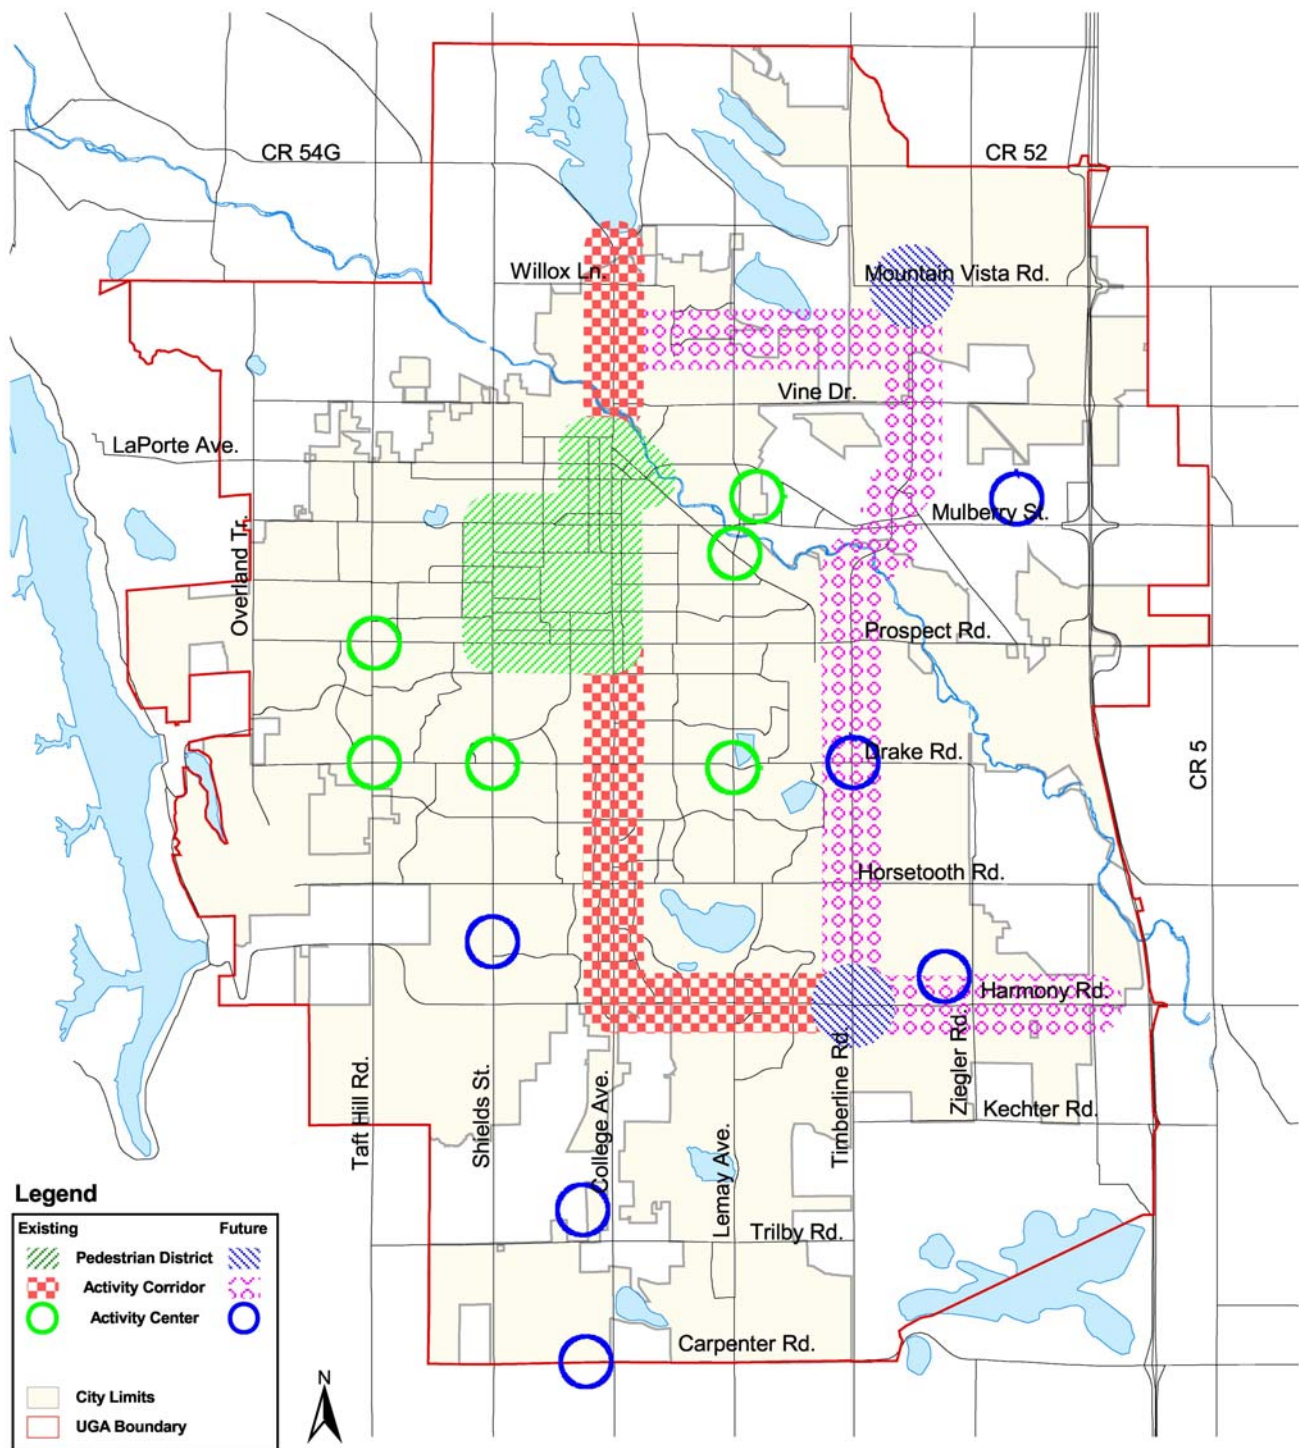 CR 54G
CR 52
Willox Ln.
Mountain Vista Rd.
Vine Dr.
LaPorte Ave.
Mulberry St.
Overland Tr.
Prospect Rd.
Drake Rd.
CR 5
Horsetooth Rd.
Harmony Rd.
Ziegler Rd.
Taft Hill Rd.
Shields St.
College Ave.
Lemay Ave.
Timberline Rd.
Kechter Rd.
Trilby Rd.
Carpenter Rd.
Legend
Existing Future
Pedestrian District
Activity Corridor
Activity Center
City Limits
UGA Boundary
N